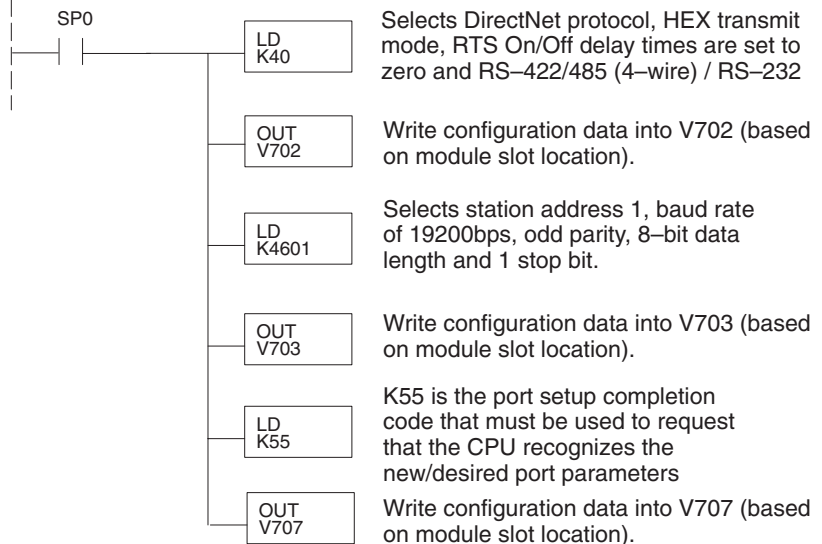 SP0
LD
K40
Selects DirectNet protocol, HEX transmit
mode, RTS On/Off delay times are set to
zero and RS–422/485 (4–wire) / RS–232
OUT
V702
Write configuration data into V702 (based
on module slot location).
LD
K4601
Selects station address 1, baud rate
of 19200bps, odd parity, 8–bit data
length and 1 stop bit.
OUT
V703
Write configuration data into V703 (based
on module slot location).
LD
K55
K55 is the port setup completion
code that must be used to request
that the CPU recognizes the
new/desired port parameters
OUT
V707
Write configuration data into V707 (based
on module slot location).